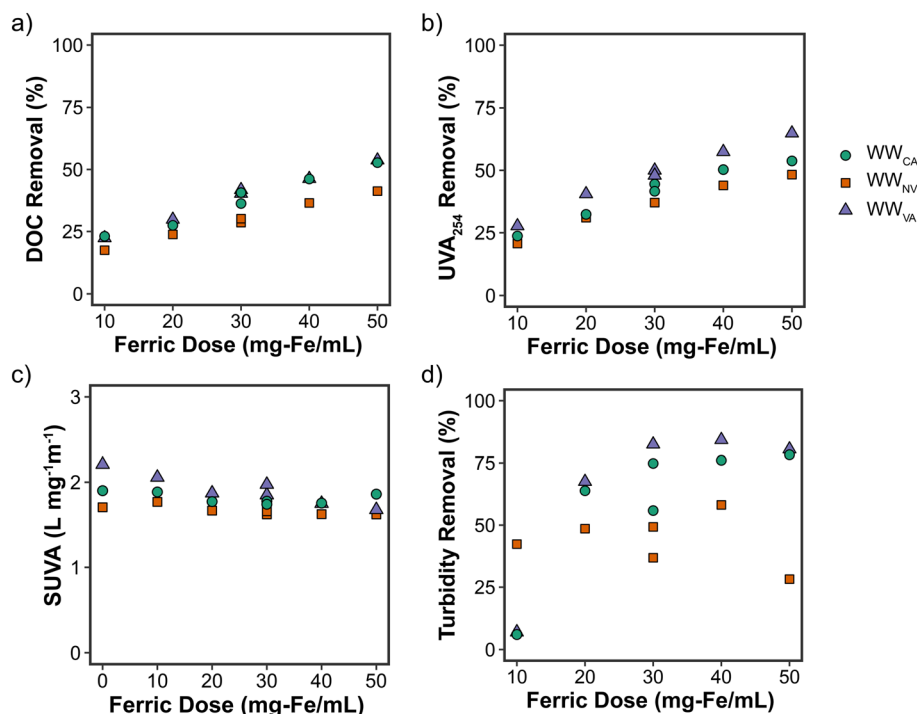 a)
DOC Removal (%)
100
75
50
25
0
10 20 30 40 50
Ferric Dose (mg-Fe/mL)
b)
UVA₂₅₄ Removal (%)
100
75
50
25
0
10 20 30 40 50
Ferric Dose (mg-Fe/mL)
WW_CA
WW_NV
WW_VA
c)
SUVA (L mg⁻¹m⁻¹)
3
2
1
0
0 10 20 30 40 50
Ferric Dose (mg-Fe/mL)
d)
Turbidity Removal (%)
100
75
50
25
0
10 20 30 40 50
Ferric Dose (mg-Fe/mL)